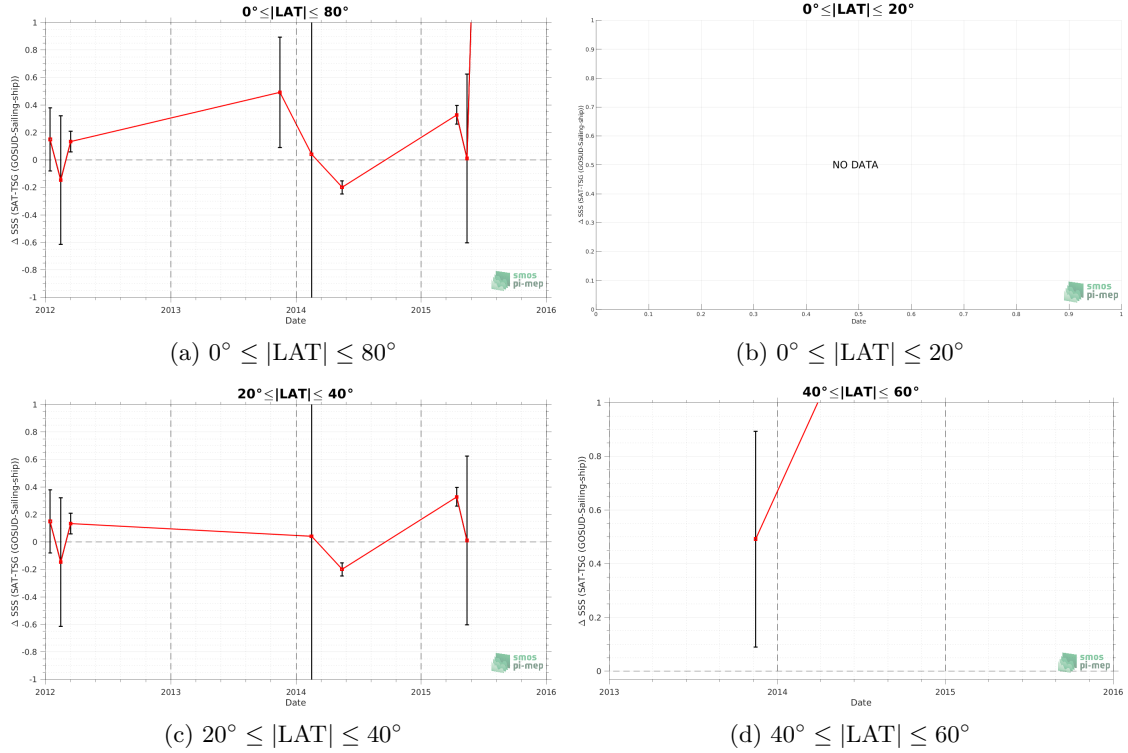 0°≤|LAT|≤ 80°
Δ SSS (SAT-TSG (GOSUD-Sailing-ship))
1
0.8
0.6
0.4
0.2
0
-0.2
-0.4
-0.6
-0.8
-1
2012
2013
2014
2015
2016
Date
smos
pi-mep
(a) 0° ≤ |LAT| ≤ 80°
0°≤|LAT|≤ 20°
Δ SSS (SAT-TSG (GOSUD-Sailing-ship))
1
0.9
0.8
0.7
0.6
0.5
0.4
0.3
0.2
0.1
0
NO DATA
0
0.1
0.2
0.3
0.4
0.5
0.6
0.7
0.8
0.9
1
Date
smos
pi-mep
(b) 0° ≤ |LAT| ≤ 20°
20°≤|LAT|≤ 40°
Δ SSS (SAT-TSG (GOSUD-Sailing-ship))
1
0.8
0.6
0.4
0.2
0
-0.2
-0.4
-0.6
-0.8
-1
2012
2013
2014
2015
2016
Date
smos
pi-mep
(c) 20° ≤ |LAT| ≤ 40°
40°≤|LAT|≤ 60°
Δ SSS (SAT-TSG (GOSUD-Sailing-ship))
1
0.8
0.6
0.4
0.2
0
2013
2014
2015
2016
Date
smos
pi-mep
(d) 40° ≤ |LAT| ≤ 60°